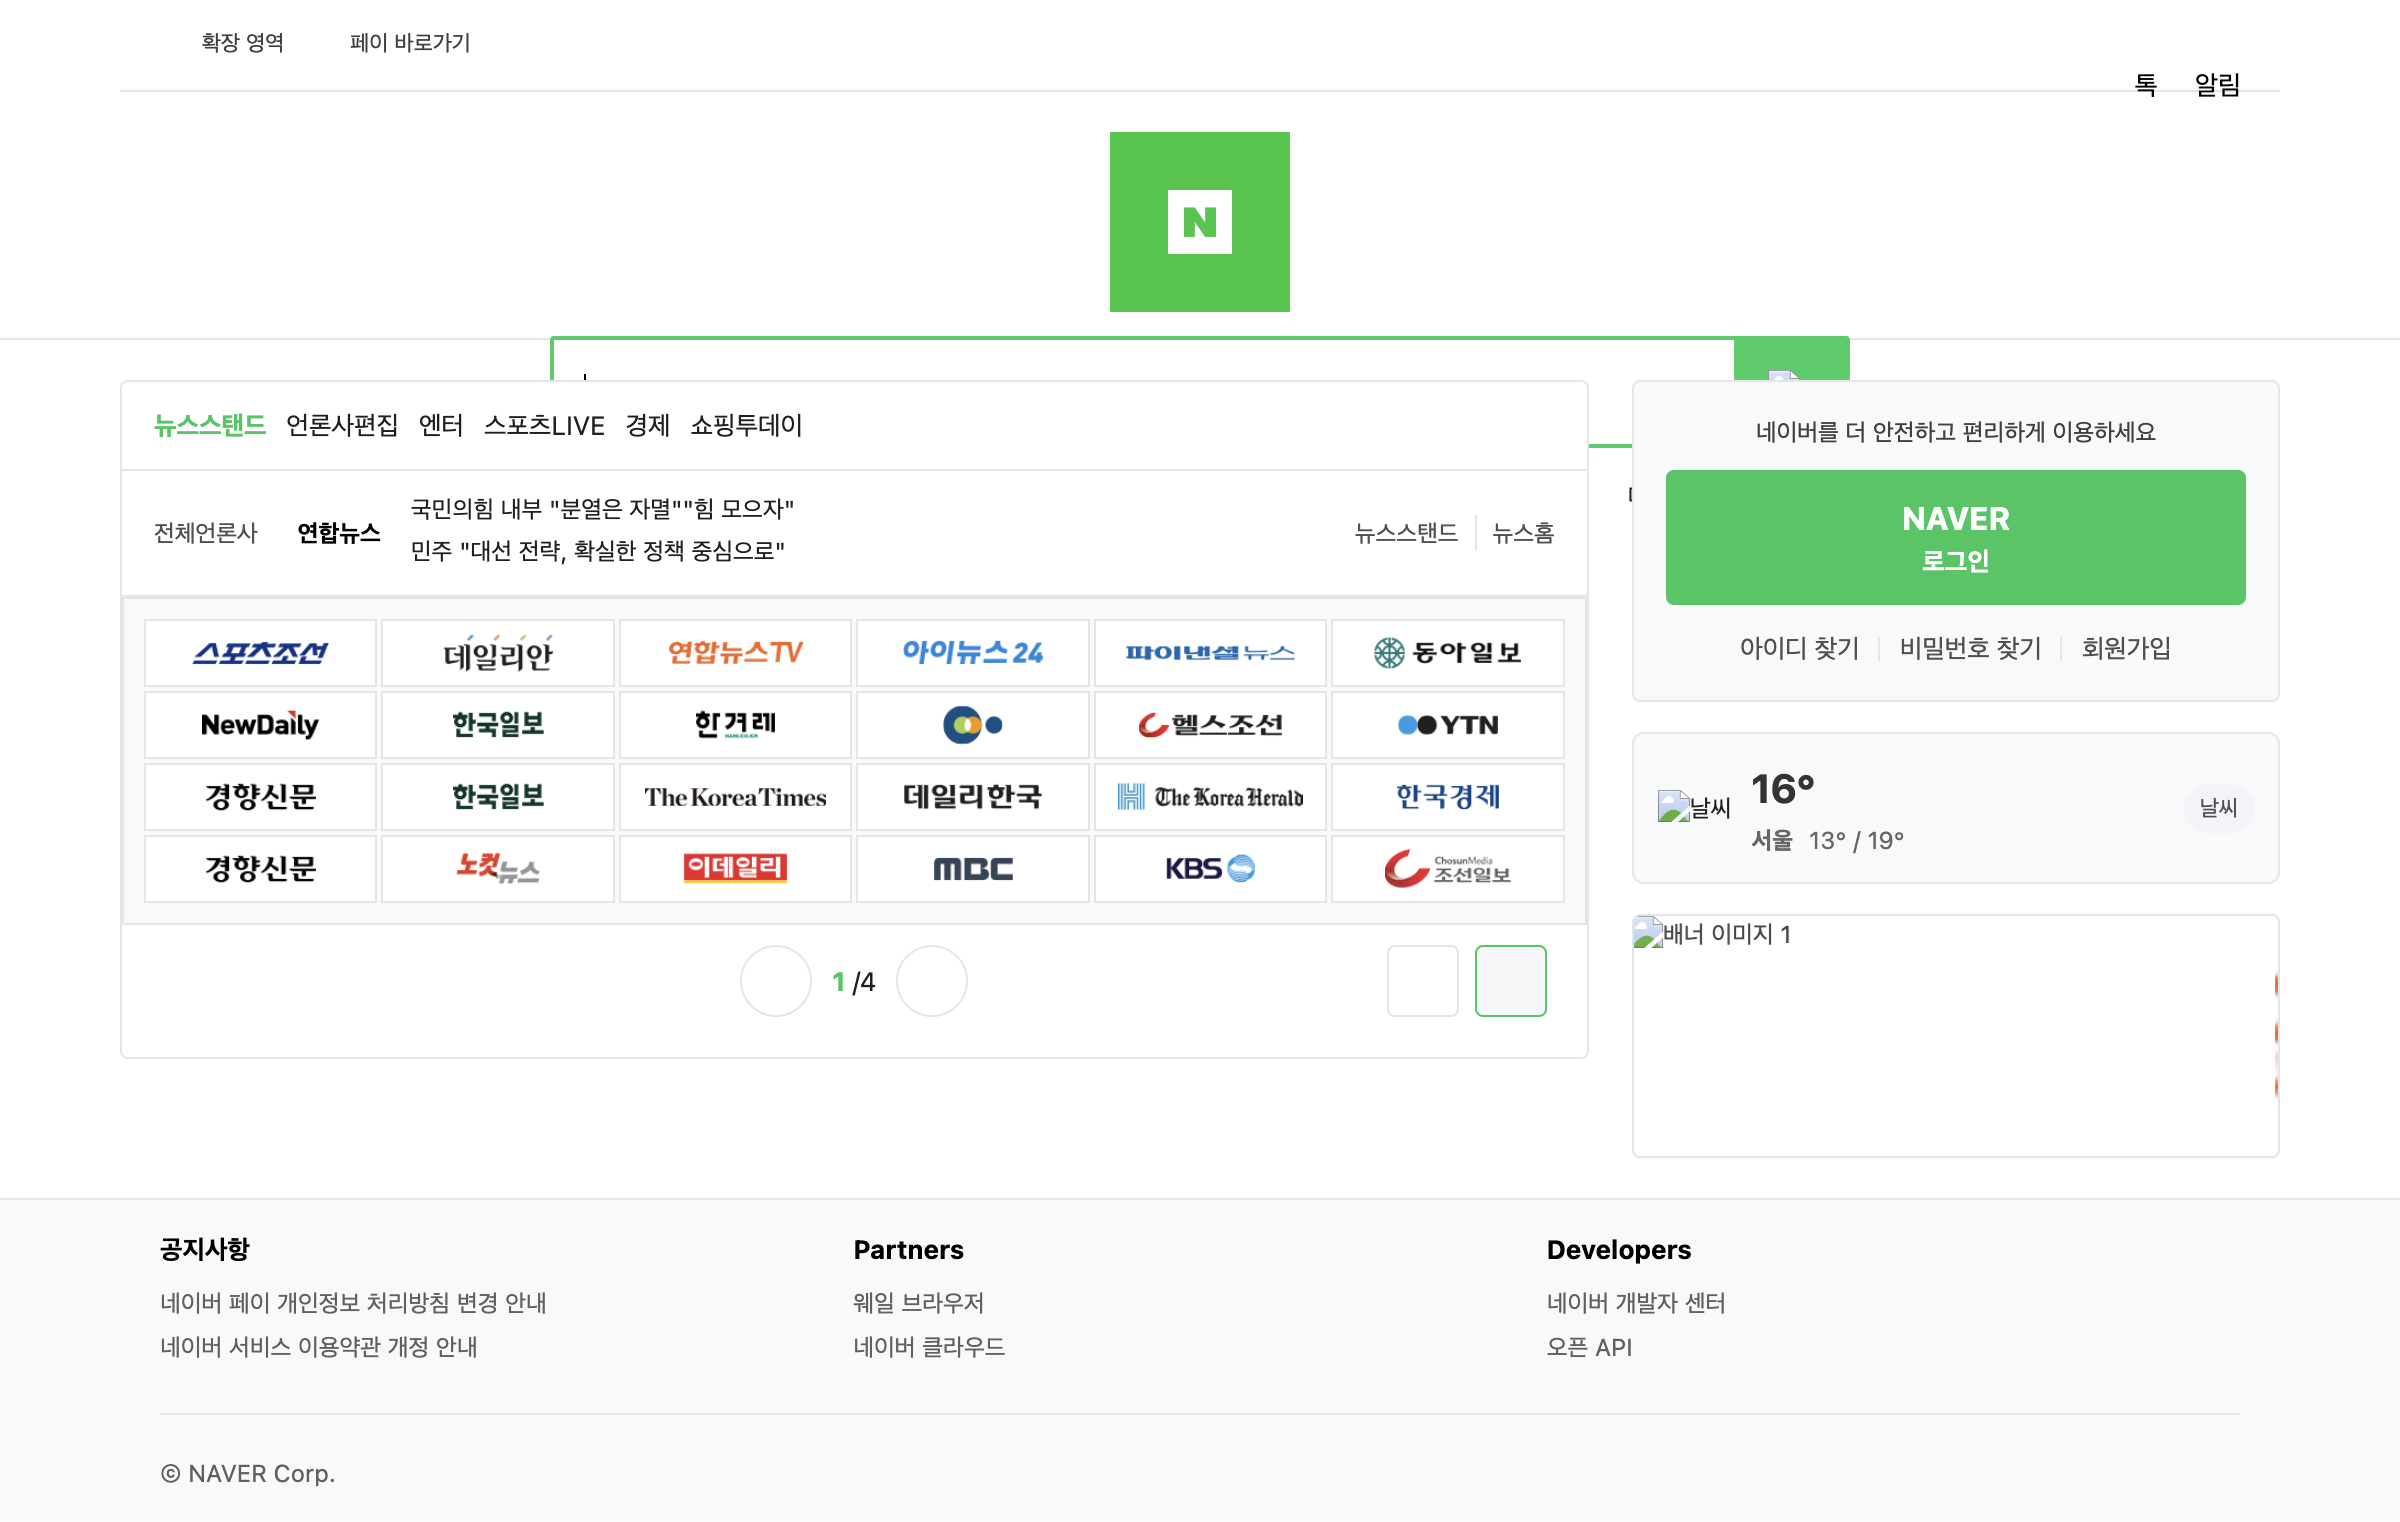 확장 영역 페이 바로가기
톡 알림
N
뉴스스탠드 언론사편집 엔터 스포츠LIVE 경제 쇼핑투데이
전체언론사 연합뉴스
국민의힘 내부 "분열은 자멸""힘 모으자"
민주 "대선 전략, 확실한 정책 중심으로"
뉴스스탠드 뉴스홈
스포츠조선 데일리안 연합뉴스TV 아이뉴스24 파이낸셜뉴스 동아일보
NewDaily 한국일보 한겨레 HANI.CO.KR 헬스조선 YTN
경향신문 한국일보 The Korea Times 데일리한국 The Korea Herald 한국경제
경향신문 노컷뉴스 이데일리 MBC KBS ChosunMedia 조선일보
1 /4
네이버를 더 안전하고 편리하게 이용하세요
NAVER
로그인
아이디 찾기 비밀번호 찾기 회원가입
날씨
16°
서울 13° / 19°
날씨
배너 이미지 1
공지사항
네이버 페이 개인정보 처리방침 변경 안내
네이버 서비스 이용약관 개정 안내
Partners
웨일 브라우저
네이버 클라우드
Developers
네이버 개발자 센터
오픈 API
© NAVER Corp.